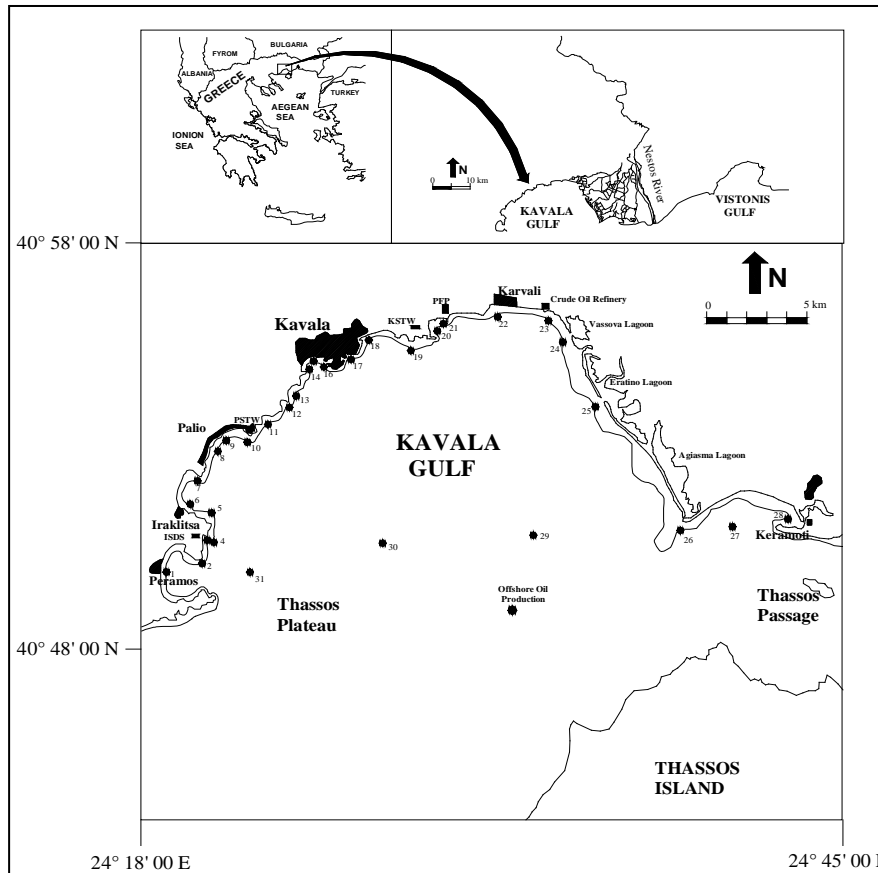 BULGARIA
FYROM
ALBANIA
GREECE
TURKEY
AEGEAN
SEA
IONION
SEA
N
0 10 km
Nestos River
KAVALA
GULF
VISTONIS
GULF
40° 58' 00 N
N
0 5 km
Karvali
PFP
Crude Oil Refinery
KSTW
Vassova Lagoon
Kavala
21
22
23
20
18
19
24
17
16
14
Eratino Lagoon
13
12
25
Palio
PSTW
11
9
10
8
KAVALA
GULF
Agiasma Lagoon
7
6
5
Iraklitsa
ISDS
4
28
27
26
Keramoti
29
30
2
1
31
Peramos
Offshore Oil
Production
Thassos
Plateau
Thassos
Passage
40° 48' 00 N
THASSOS
ISLAND
24° 18' 00 E
24° 45' 00